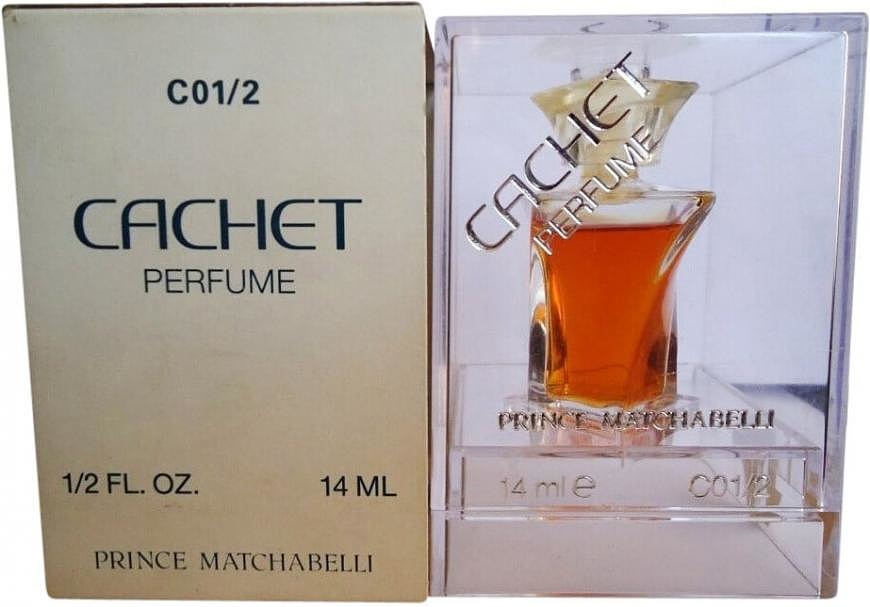 C01/2
CACHET
PERFUME
1/2 FL. OZ. 14 ML
PRINCE MATCHABELLI
CACHET
PERFUME
PRINCE MATCHABELLI
14 ml e C01/2